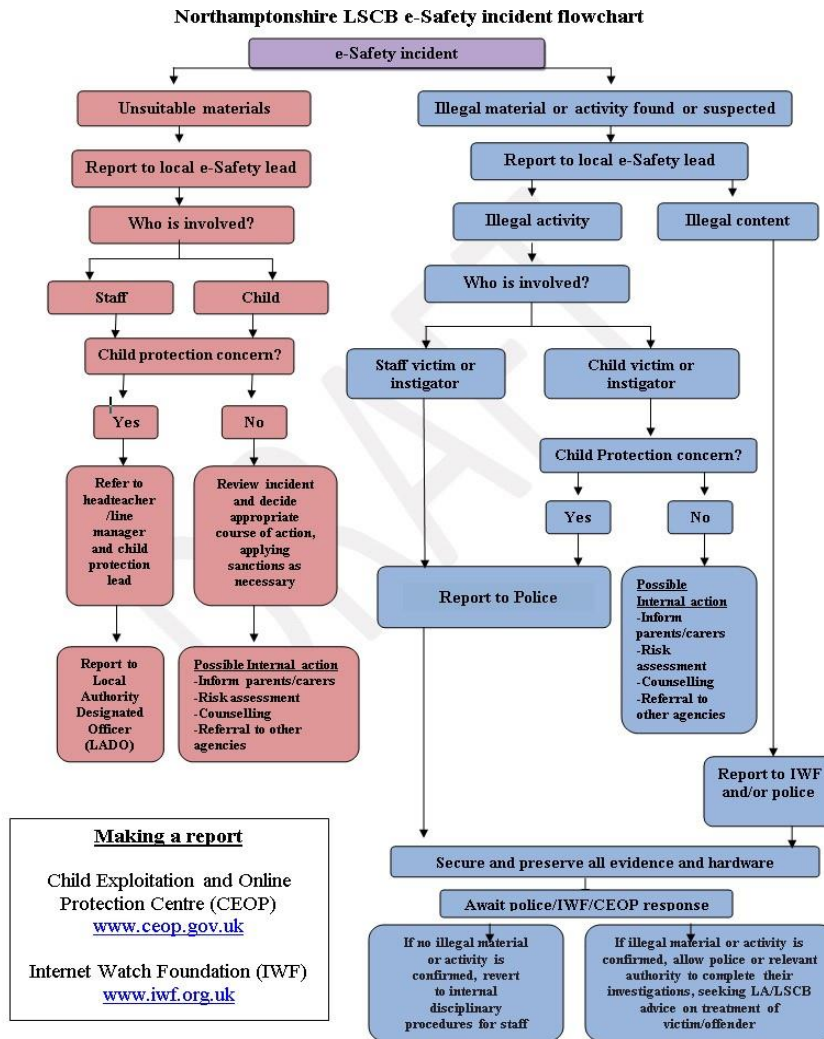 Northamptonshire LSCB e-Safety incident flowchart
e-Safety incident
Unsuitable materials
Report to local e-Safety lead
Who is involved?
Staff
Child
Child protection concern?
Yes
No
Refer to
headteacher
/line
manager
and child
protection
lead
Review incident
and decide
appropriate
course of action,
applying
sanctions as
necessary
Report to
Local
Authority
Designated
Officer
(LADO)
Possible Internal action
-Inform parents/carers
-Risk assessment
-Counselling
-Referral to other
agencies
Illegal material or activity found or suspected
Report to local e-Safety lead
Illegal activity
Illegal content
Who is involved?
Staff victim or
instigator
Child victim or
instigator
Child Protection concern?
Yes
No
Report to Police
Possible
Internal action
-Inform
parents/carers
-Risk
assessment
-Counselling
-Referral to
other agencies
Report to IWF
and/or police
Secure and preserve all evidence and hardware
Await police/IWF/CEOP response
If no illegal material
or activity is
confirmed, revert
to internal
disciplinary
procedures for staff
If illegal material or activity is
confirmed, allow police or relevant
authority to complete their
investigations, seeking LA/LSCB
advice on treatment of
victim/offender
Making a report
Child Exploitation and Online
Protection Centre (CEOP)
www.ceop.gov.uk
Internet Watch Foundation (IWF)
www.iwf.org.uk
DRAFT